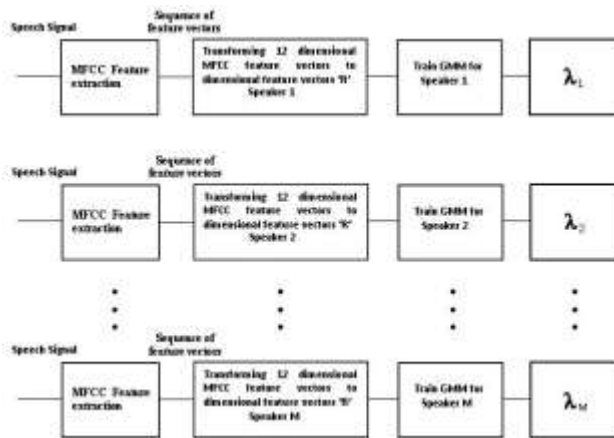 Speech Signal
Sequence of
feature vectors
MFCC Feature
extraction
Transforming 12 dimensional
MFCC feature vectors to
dimensional feature vectors 'R'
Speaker 1
Train GMM for
Speaker 1
λ1
Speech Signal
Sequence of
feature vectors
MFCC Feature
extraction
Transforming 12 dimensional
MFCC feature vectors to
dimensional feature vectors 'R'
Speaker 2
Train GMM for
Speaker 2
λ2
Speech Signal
Sequence of
feature vectors
MFCC Feature
extraction
Transforming 12 dimensional
MFCC feature vectors to
dimensional feature vectors 'R'
Speaker M
Train GMM for
Speaker M
λM